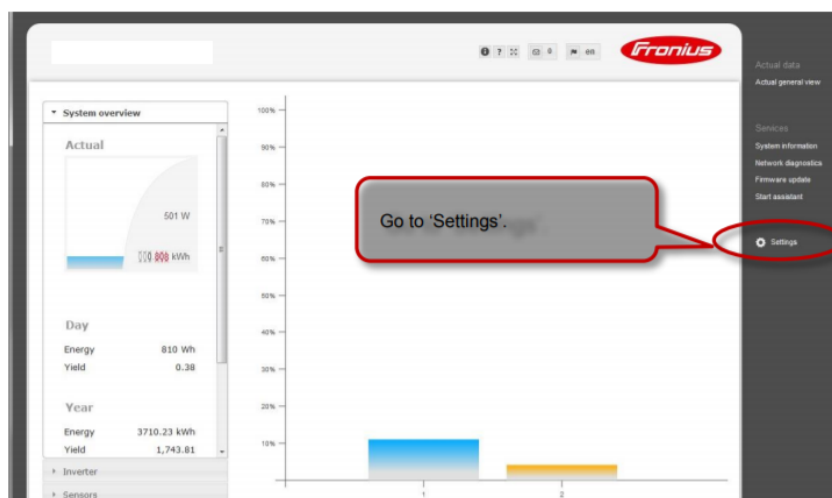 i ? 0 en
Fronius
Actual data
Actual general view
Services
System information
Network diagnostics
Firmware update
Start assistant
Settings
System overview
Actual
501 W
kWh
Day
Energy 810 Wh
Yield 0.38
Year
Energy 3710.23 kWh
Yield 1,743.81
Inverter
Sensors
100%
90%
80%
70%
60%
50%
40%
30%
20%
10%
1 2
Go to ‘Settings’.